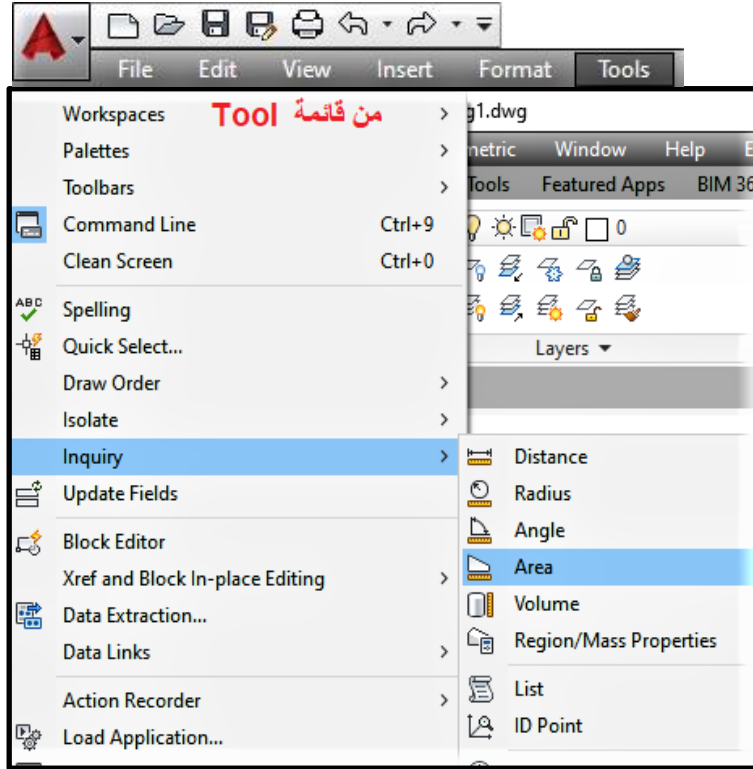 File Edit View Insert Format Tools
Workspaces
من قائمة Tool
g1.dwg
Palettes
metric Window Help
Toolbars
Tools Featured Apps BIM 36
Command Line Ctrl+9
0
Clean Screen Ctrl+0
ABC
Spelling
Quick Select...
Layers
Draw Order
Isolate
Inquiry
Distance
Update Fields
Radius
Angle
Block Editor
Area
Xref and Block In-place Editing
Volume
Data Extraction...
Region/Mass Properties
Data Links
List
Action Recorder
ID Point
Load Application...